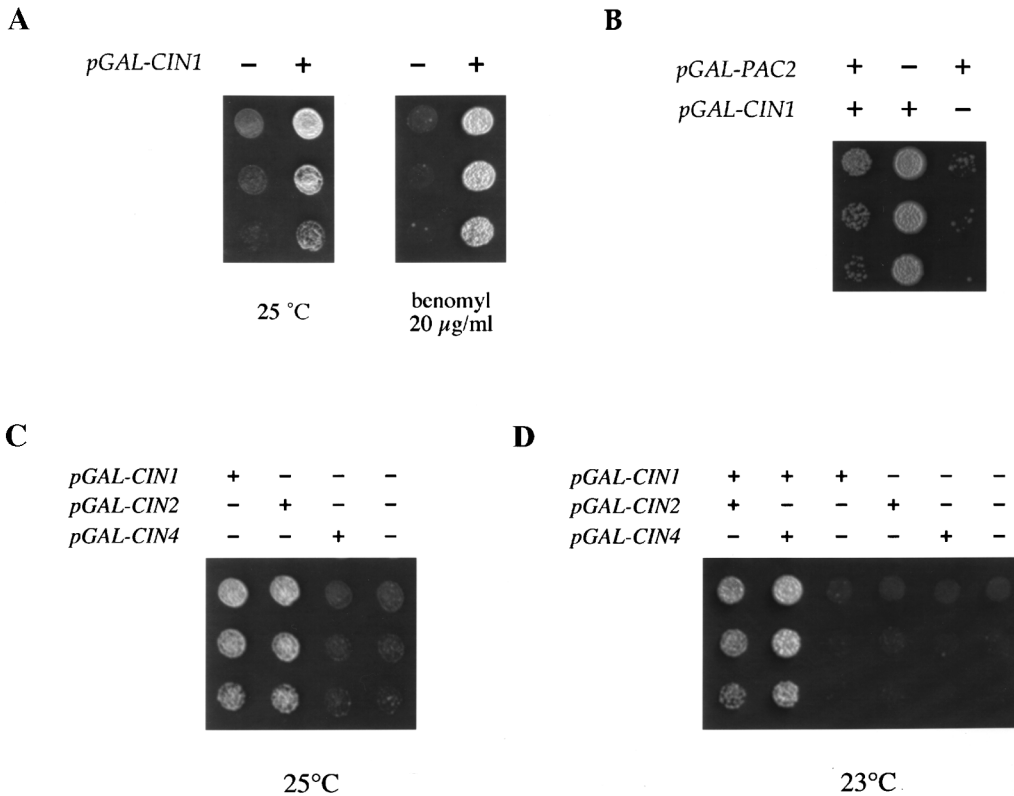 A
pGAL-CIN1 − +
− +
25 °C
benomyl
20 µg/ml
B
pGAL-PAC2 + − +
pGAL-CIN1 + + −
C
pGAL-CIN1 + − − −
pGAL-CIN2 − + − −
pGAL-CIN4 − − + −
25°C
D
pGAL-CIN1 + + + − − −
pGAL-CIN2 + − − + − −
pGAL-CIN4 − + − − + −
23°C